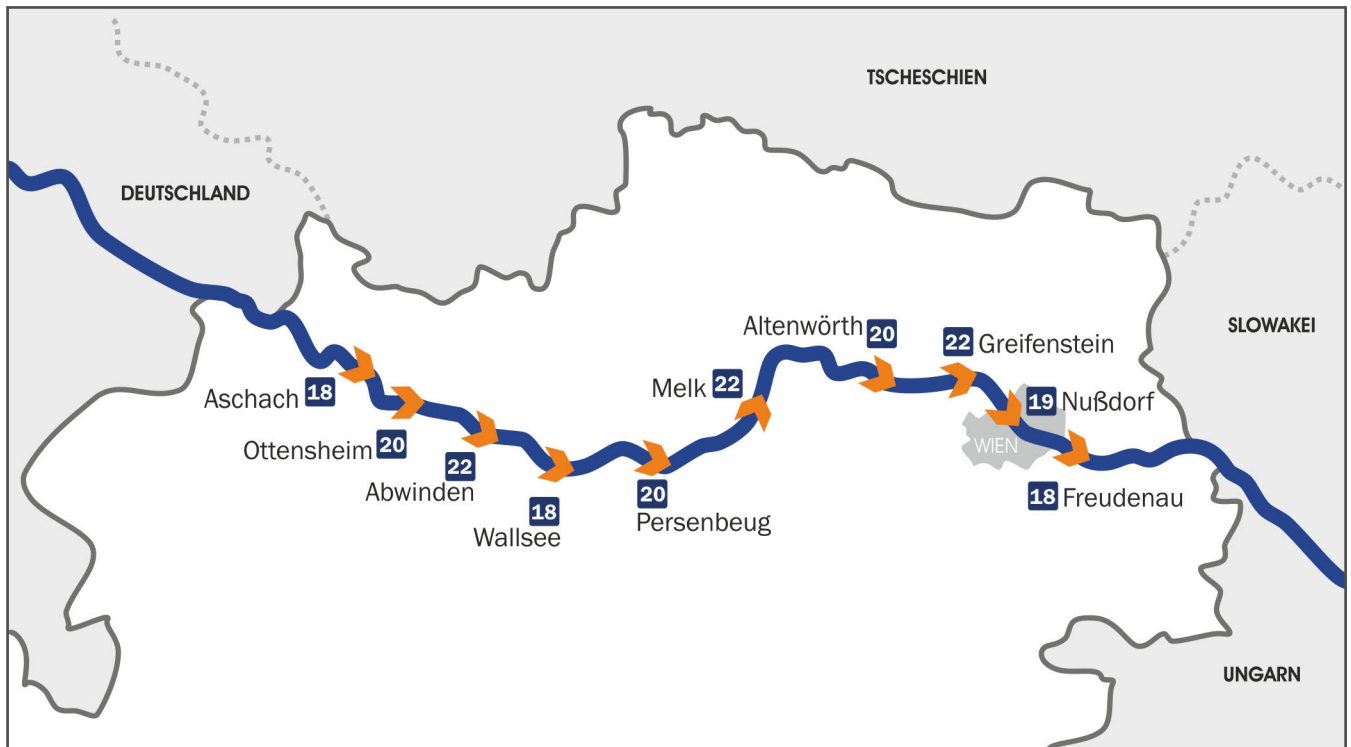 TSCHESCHIEN
DEUTSCHLAND
SLOWAKEI
Altenwörth 20
22 Greifenstein
Melk 22
Aschach 18
19 Nußdorf
Ottensheim 20
WIEN
22
Abwinden
20
Persenbeug
18
Wallsee
18 Freudenau
UNGARN